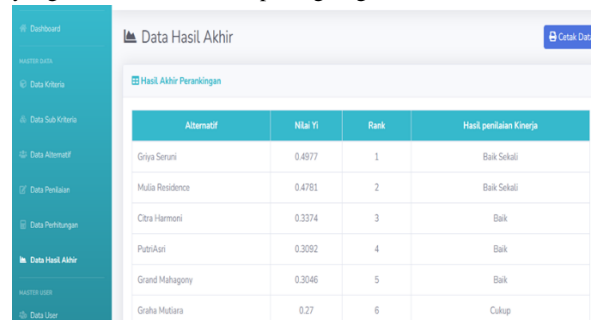 Dashboard
Data Hasil Akhir
Cetak Data
MASTER DATA
Data Kriteria
Hasil Akhir Perankingan
Data Sub Kriteria
Alternatif Nilai Yi Rank Hasil penilaian Kinerja
Data Alternatif
Griya Seruni 0.4977 1 Baik Sekali
Data Penilaian
Mulia Residence 0.4781 2 Baik Sekali
Data Perhitungan
Citra Harmoni 0.3374 3 Baik
PutriAsri 0.3092 4 Baik
Data Hasil Akhir
Grand Mahagony 0.3046 5 Baik
MASTER USER
Graha Mutiara 0.27 6 Cukup
Data User